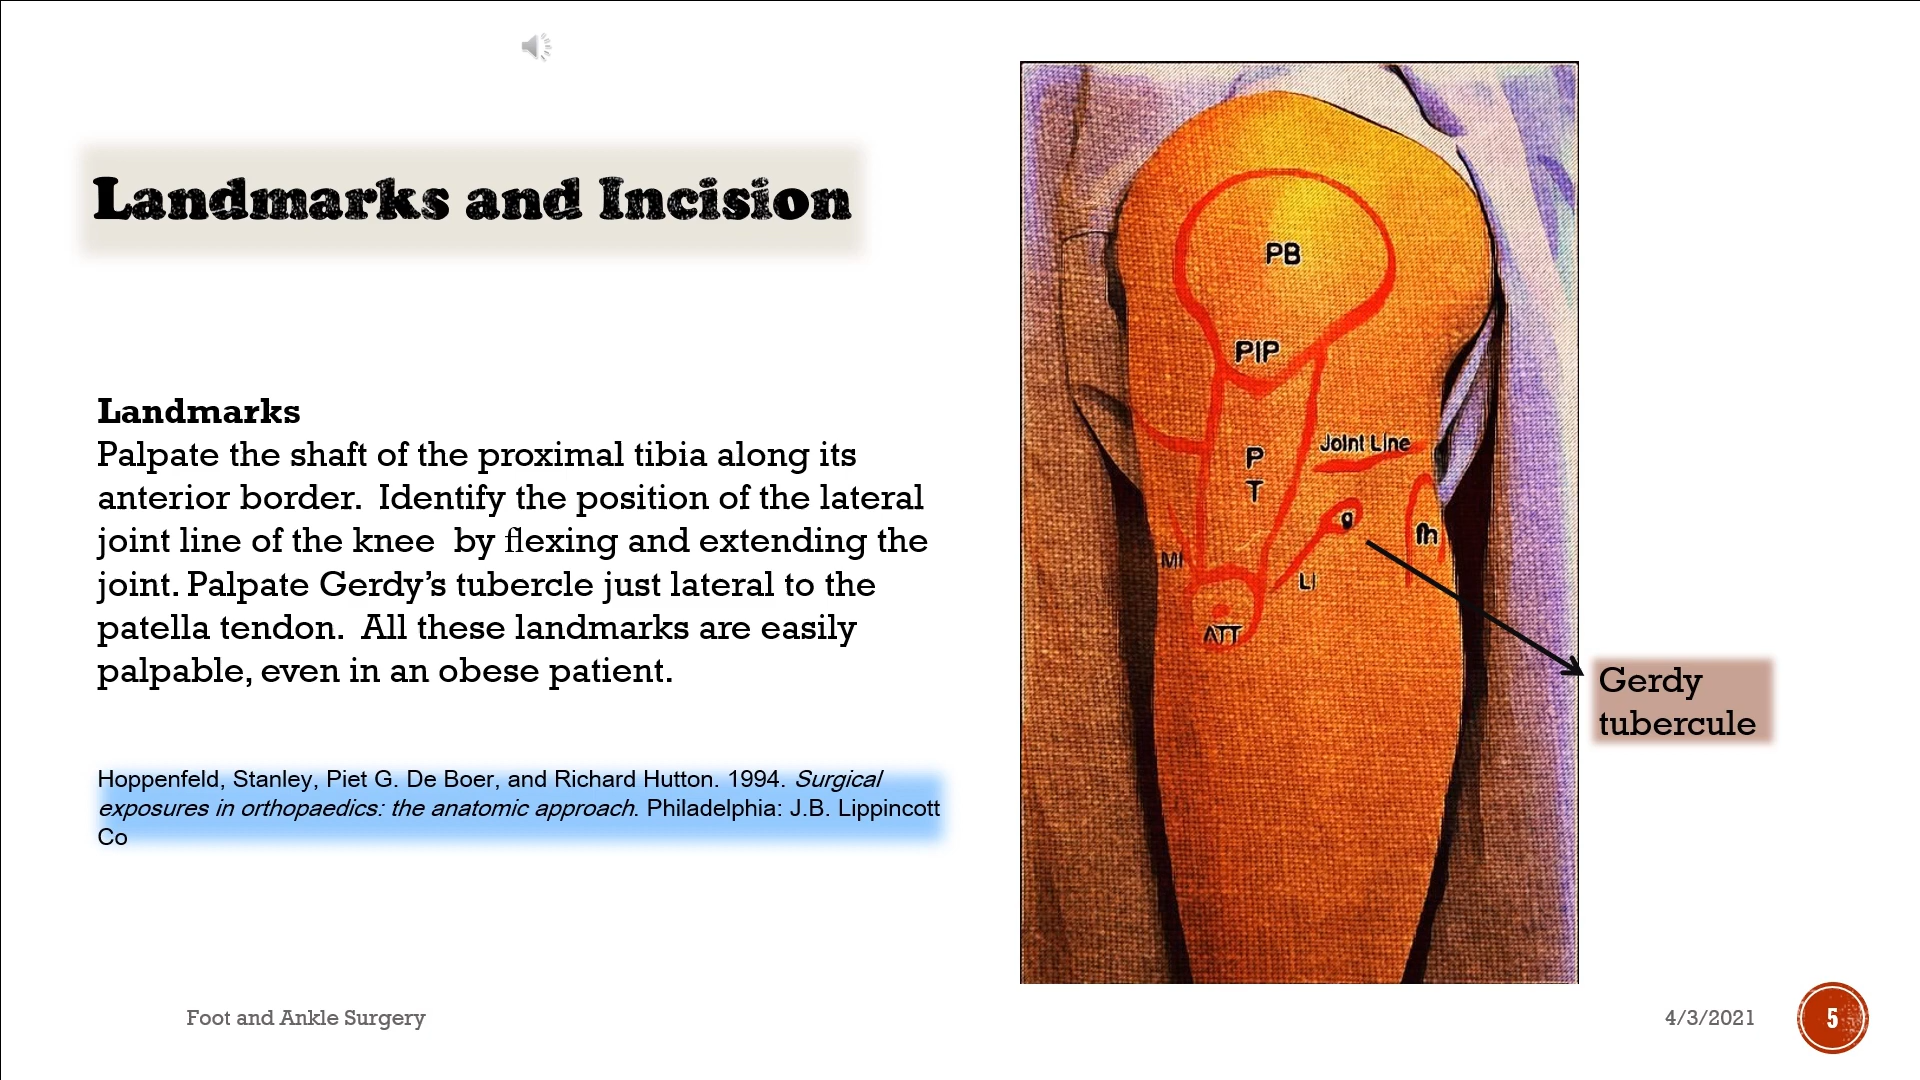 Landmarks and Incision
Landmarks
Palpate the shaft of the proximal tibia along its
anterior border.  Identify the position of the lateral
joint line of the knee  by flexing and extending the
joint. Palpate Gerdy’s tubercle just lateral to the
patella tendon.  All these landmarks are easily
palpable, even in an obese patient.
Hoppenfeld, Stanley, Piet G. De Boer, and Richard Hutton. 1994. Surgical
exposures in orthopaedics: the anatomic approach. Philadelphia: J.B. Lippincott
Co
PB
PIP
Joint Line
P
T
g
fh
MI
LI
ATT
Gerdy
tubercule
Foot and Ankle Surgery
4/3/2021
5